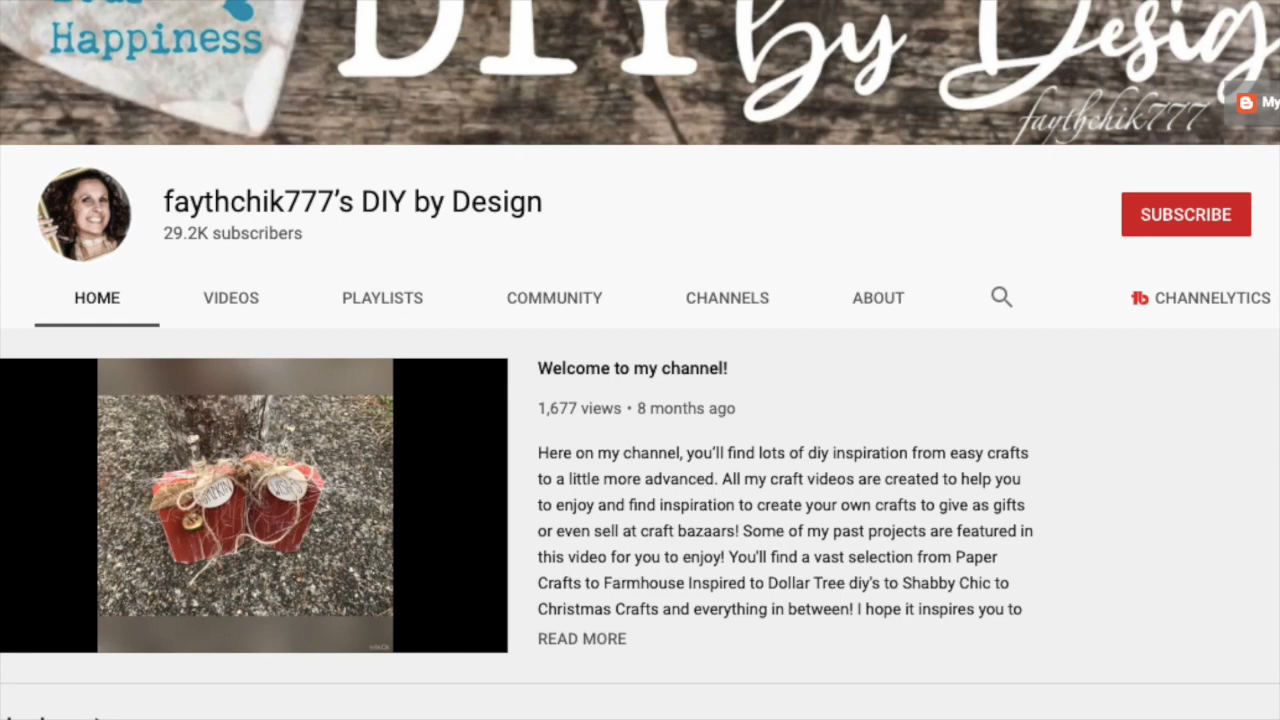 Happiness
DIY by Design
faythchik777
My
faythchik777's DIY by Design
29.2K subscribers
SUBSCRIBE
HOME VIDEOS PLAYLISTS COMMUNITY CHANNELS ABOUT CHANNELYTICS
Welcome to my channel!
1,677 views • 8 months ago
Here on my channel, you'll find lots of diy inspiration from easy crafts
to a little more advanced. All my craft videos are created to help you
to enjoy and find inspiration to create your own crafts to give as gifts
or even sell at craft bazaars! Some of my past projects are featured in
this video for you to enjoy! You'll find a vast selection from Paper
Crafts to Farmhouse Inspired to Dollar Tree diy's to Shabby Chic to
Christmas Crafts and everything in between! I hope it inspires you to
READ MORE